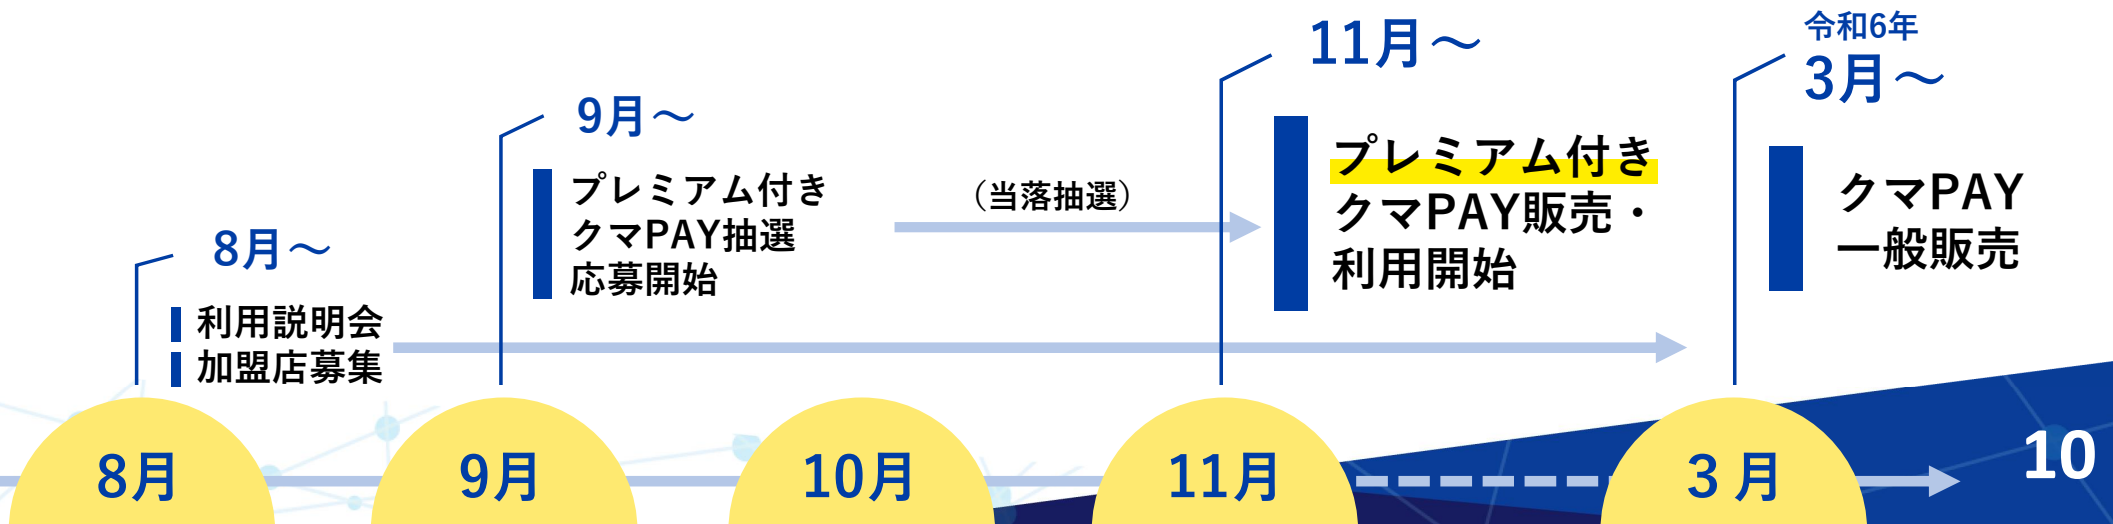 8月～
利用説明会
加盟店募集
9月～
プレミアム付き
クマPAY抽選
応募開始
（当落抽選）
11月～
プレミアム付き
クマPAY販売・
利用開始
令和6年
3月～
クマPAY
一般販売
8月
9月
10月
11月
3 月
10